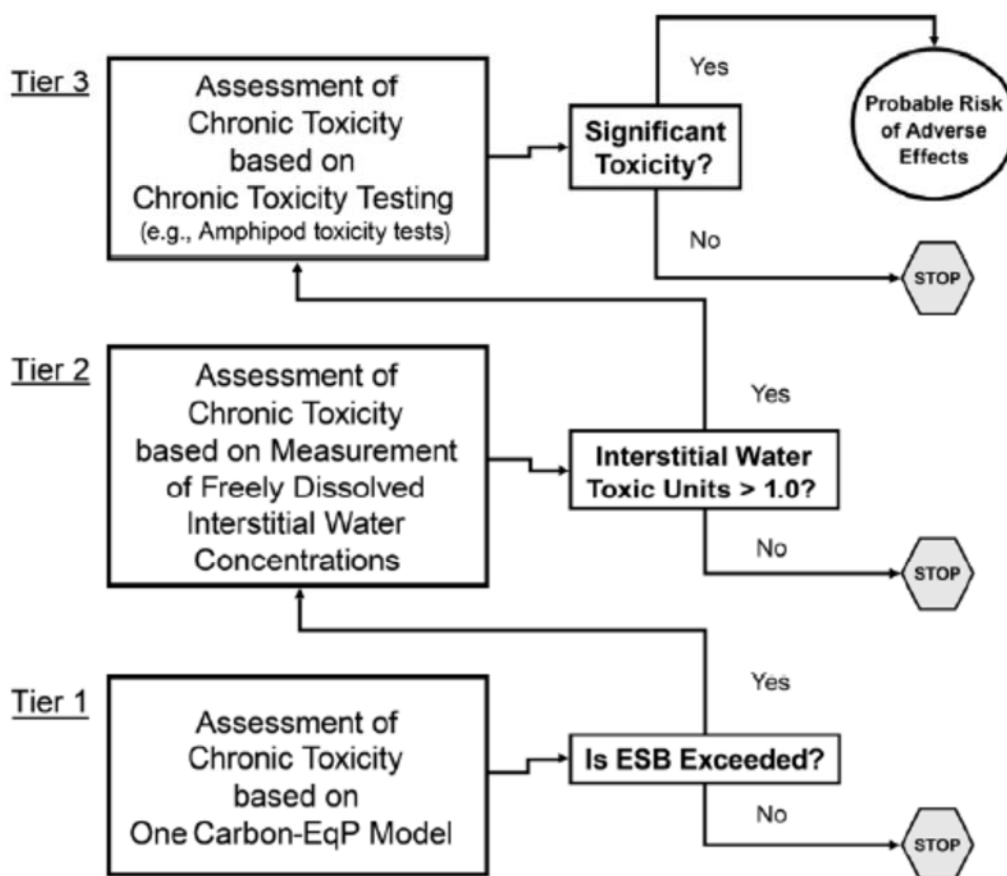 Tier 3
Assessment of
Chronic Toxicity
based on
Chronic Toxicity Testing
(e.g., Amphipod toxicity tests)
Significant
Toxicity?
Yes
No
Probable Risk
of Adverse
Effects
STOP
Tier 2
Assessment of
Chronic Toxicity
based on Measurement
of Freely Dissolved
Interstitial Water
Concentrations
Interstitial Water
Toxic Units > 1.0?
Yes
No
STOP
Tier 1
Assessment of
Chronic Toxicity
based on
One Carbon-EqP Model
Is ESB Exceeded?
Yes
No
STOP